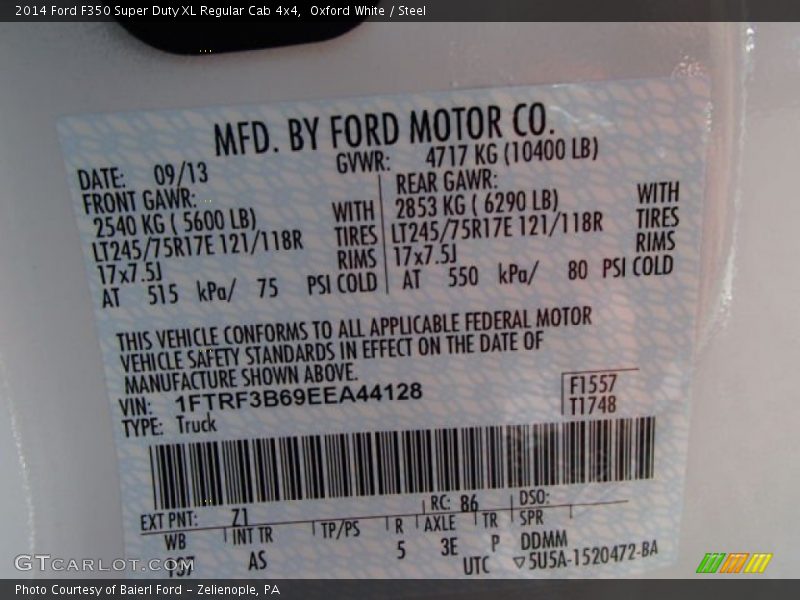 2014 Ford F350 Super Duty XL Regular Cab 4x4, Oxford White / Steel
MFD. BY FORD MOTOR CO.
DATE: 09/13 GVWR: 4717 KG (10400 LB)
FRONT GAWR: REAR GAWR:
2540 KG ( 5600 LB) WITH 2853 KG ( 6290 LB) WITH
LT245/75R17E 121/118R TIRES LT245/75R17E 121/118R TIRES
17x7.5J RIMS 17x7.5J RIMS
AT 515 kPa/ 75 PSI COLD AT 550 kPa/ 80 PSI COLD
THIS VEHICLE CONFORMS TO ALL APPLICABLE FEDERAL MOTOR
VEHICLE SAFETY STANDARDS IN EFFECT ON THE DATE OF
MANUFACTURE SHOWN ABOVE.
VIN: 1FTRF3B69EEA44128 F1557
TYPE: Truck T1748
EXT PNT: Z1 RC: 86 DSO:
WB INT TR TP/PS R AXLE TR SPR
137 AS 5 3E P DDMM
UTC ▽5U5A-1520472-BA
GTCARLOT.COM
Photo Courtesy of Baierl Ford - Zelienople, PA